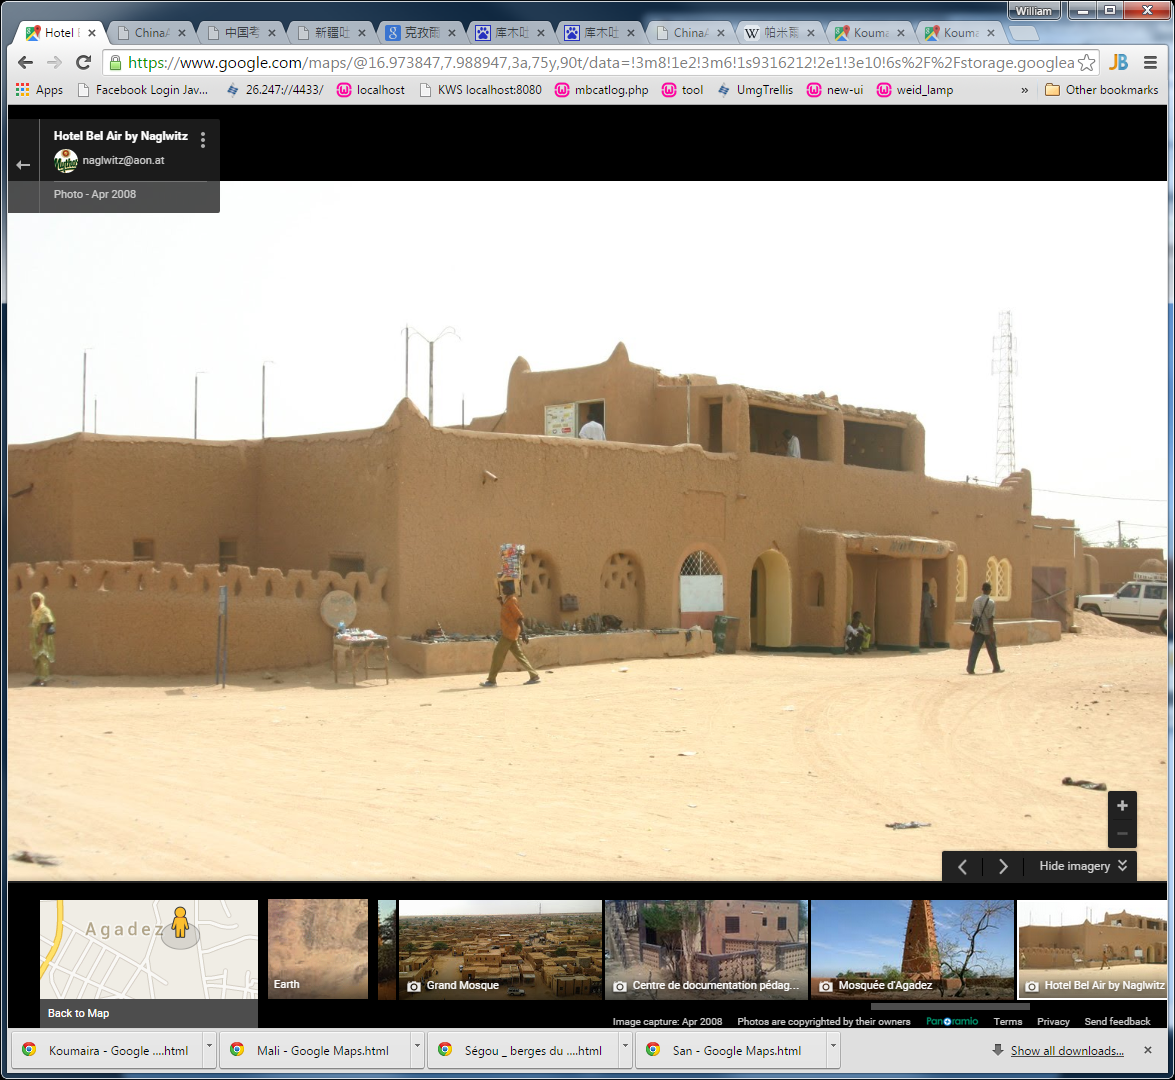 William
Hotel B
ChinaA
中国考
新疆吐
克孜爾
库木吐
库木吐
ChinaA
帕米爾
Kouma
Kouma
https://www.google.com/maps/@16.973847,7.988947,3a,75y,90t/data=!3m8!1e2!3m6!1s9316212!2e1!3e10!6s%2F%2Fstorage.googlea
JB
Apps
Facebook Login Jav...
26.247://4433/
localhost
KWS localhost:8080
mbcatlog.php
tool
UmgTrellis
new-ui
weid_lamp
»
Other bookmarks
Hotel Bel Air by Naglwitz
naglwitz@aon.at
Photo - Apr 2008
Hide imagery
Agadez
Back to Map
Earth
Grand Mosque
Centre de documentation pédag...
Mosquée d'Agadez
Hotel Bel Air by Naglwitz
Image capture: Apr 2008
Photos are copyrighted by their owners
Panoramio
Terms
Privacy
Send feedback
Koumaira - Google ....html
Mali - Google Maps.html
Ségou _ berges du ....html
San - Google Maps.html
Show all downloads...